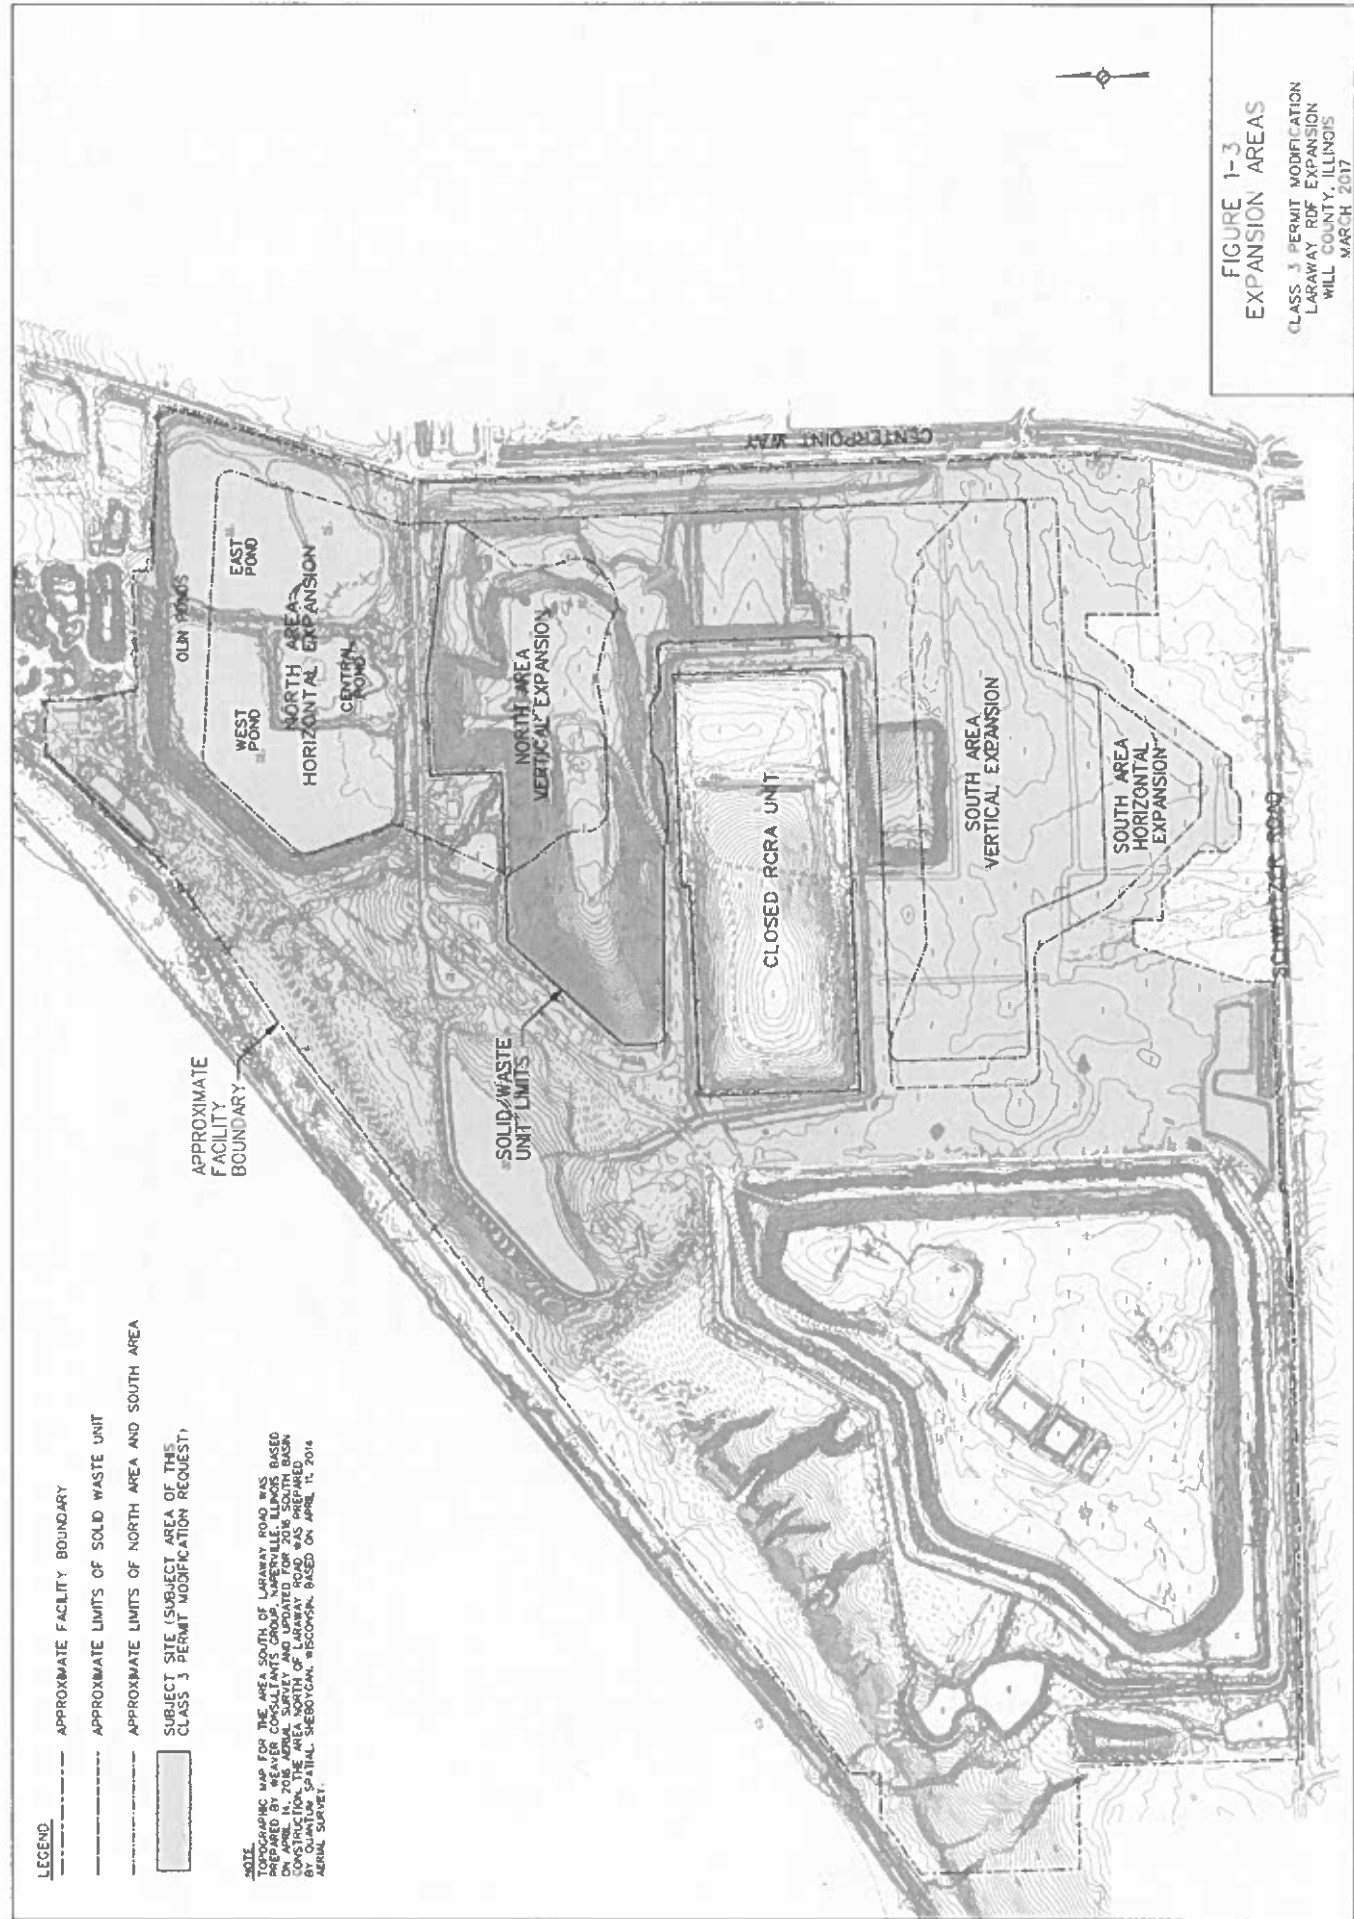 LEGEND
APPROXIMATE FACILITY BOUNDARY
APPROXIMATE LIMITS OF SOLID WASTE UNIT
APPROXIMATE LIMITS OF NORTH AREA AND SOUTH AREA
SUBJECT SITE (SUBJECT AREA OF THIS
CLASS 3 PERMIT MODIFICATION REQUEST)
NOTE
TOPOGRAPHIC MAP FOR THE AREA SOUTH OF LARAWAY ROAD WAS
PREPARED BY WEAVER CONSULTANTS GROUP, NAPERVILLE, ILLINOIS BASED
ON APRIL 14, 2016 AERIAL SURVEY AND UPDATED FOR 2016 SOUTH BASIN
CONSTRUCTION. THE AREA NORTH OF LARAWAY ROAD WAS PREPARED
BY QUANTUM SPATIAL, SHEBOYGAN, WISCONSIN, BASED ON APRIL 17, 2014
AERIAL SURVEY.
APPROXIMATE
FACILITY
BOUNDARY
SOLID WASTE
UNIT LIMITS
OLIN PONDS
WEST
POND
EAST
POND
NORTH AREA
HORIZONTAL EXPANSION
CENTRAL
POND
NORTH AREA
VERTICAL EXPANSION
CLOSED RCRA UNIT
CENTERPOINT WAY
SOUTH AREA
VERTICAL EXPANSION
SOUTH AREA
HORIZONTAL
EXPANSION
SCHWEIZER ROAD
FIGURE 1-3
EXPANSION AREAS
CLASS 3 PERMIT MODIFICATION
LARAWAY RDF EXPANSION
WILL COUNTY, ILLINOIS
MARCH 2017